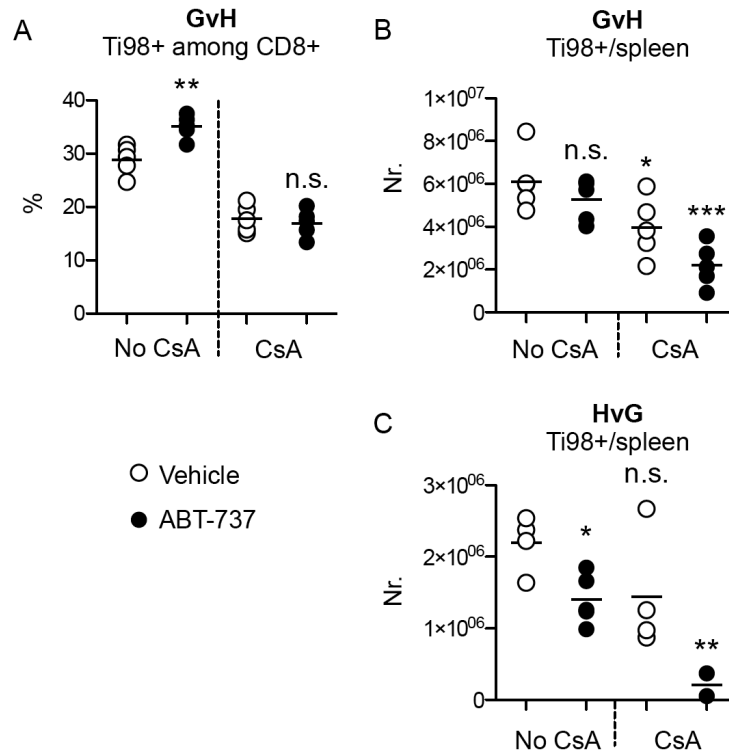 A
GvH
Ti98+ among CD8+
**
n.s.
40
30
20
10
0
%
No CsA
CsA
B
GvH
Ti98+/spleen
n.s.
*
***
1×10⁰⁷
8×10⁰⁶
6×10⁰⁶
4×10⁰⁶
2×10⁰⁶
0
Nr.
No CsA
CsA
Vehicle
ABT-737
C
HvG
Ti98+/spleen
n.s.
*
**
3×10⁰⁶
2×10⁰⁶
1×10⁰⁶
0
Nr.
No CsA
CsA